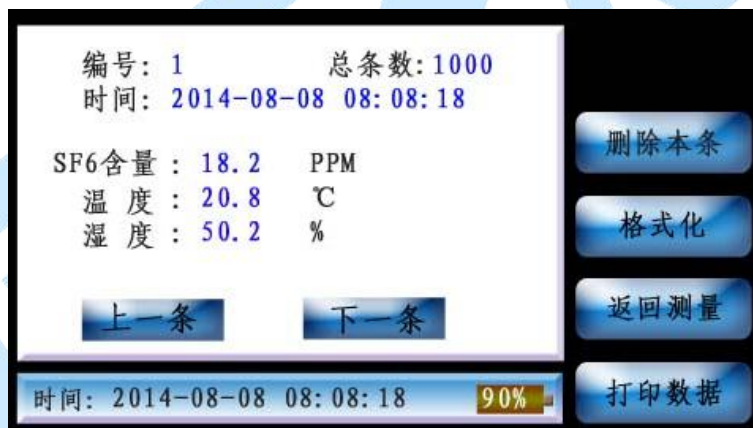 编号: 1 总条数: 1000
时间: 2014-08-08 08:08:18
SF6含量 : 18.2 PPM
温 度 : 20.8 ℃
湿 度 : 50.2 %
上一条 下一条
时间: 2014-08-08 08:08:18 90%
删除本条
格式化
返回测量
打印数据